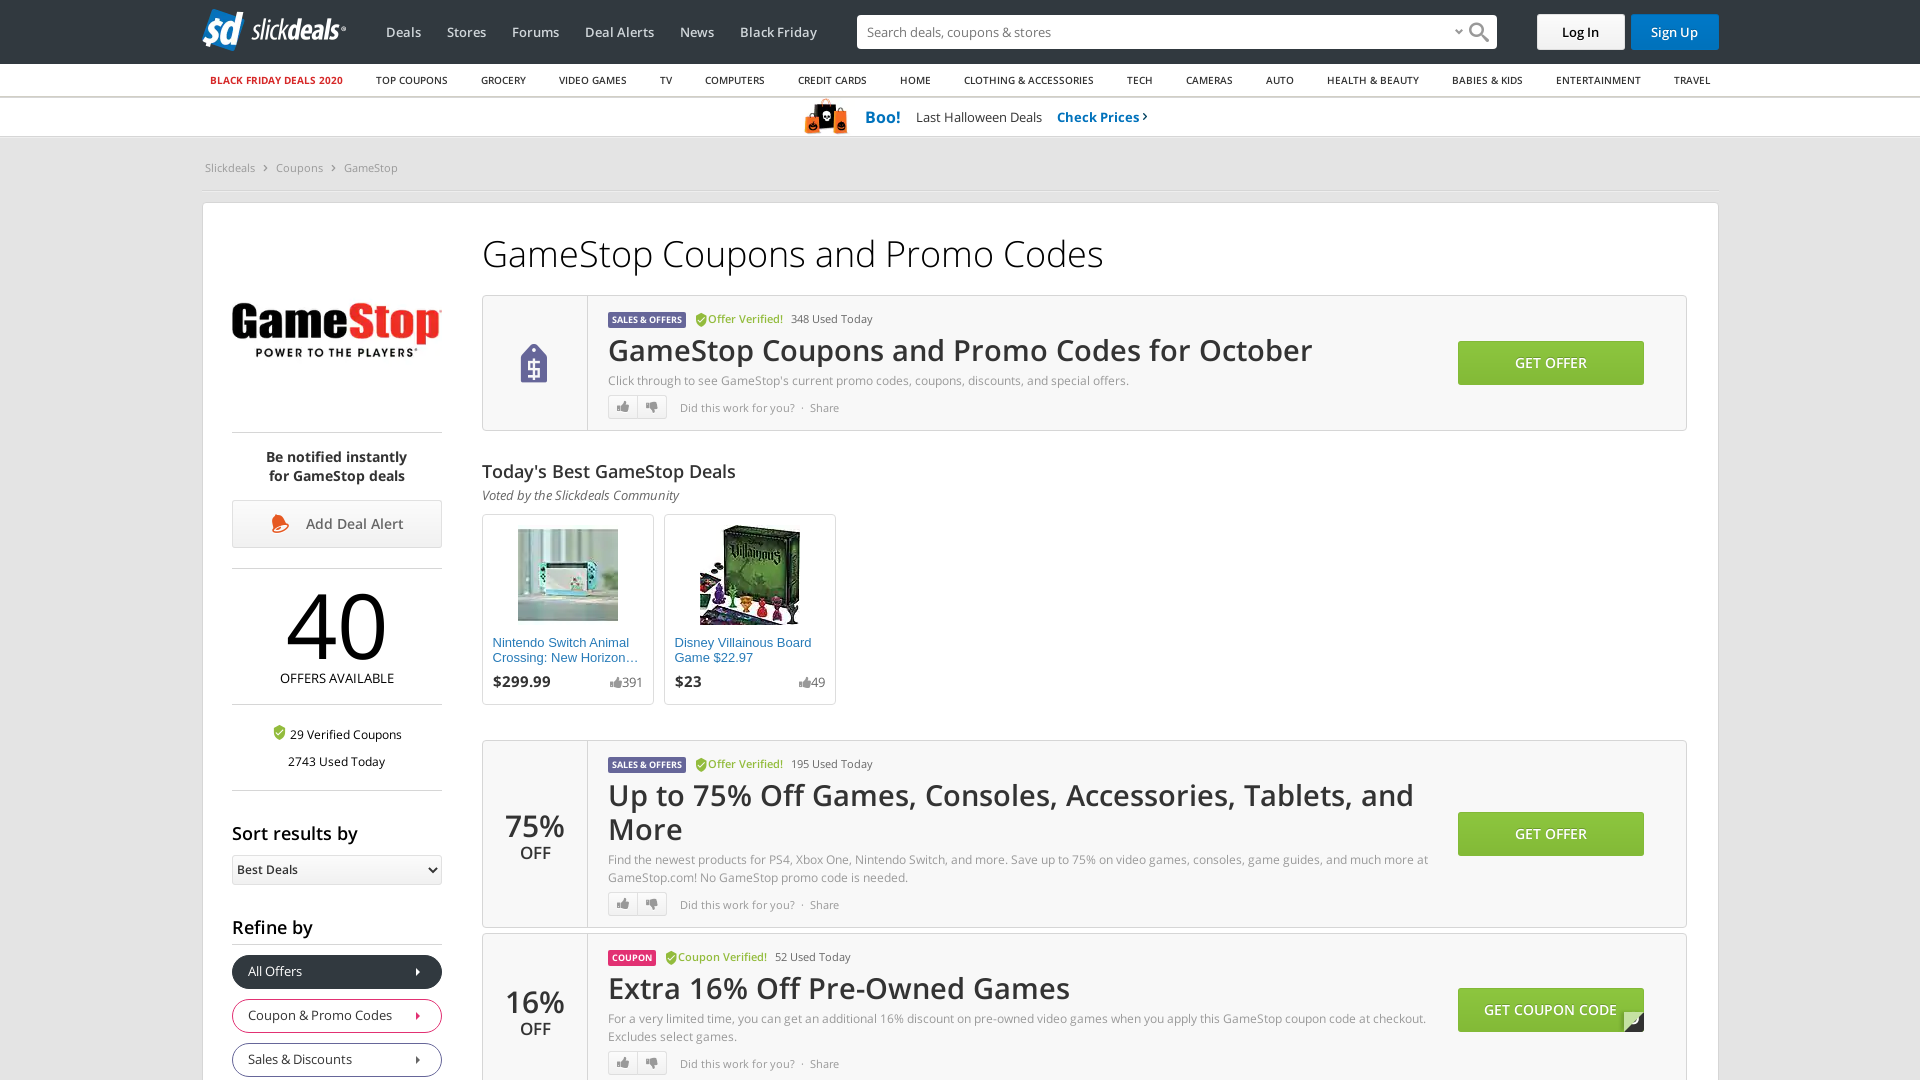 sd slickdeals
Deals
Stores
Forums
Deal Alerts
News
Black Friday
Search deals, coupons & stores
Log In
Sign Up
BLACK FRIDAY DEALS 2020
TOP COUPONS
GROCERY
VIDEO GAMES
TV
COMPUTERS
CREDIT CARDS
HOME
CLOTHING & ACCESSORIES
TECH
CAMERAS
AUTO
HEALTH & BEAUTY
BABIES & KIDS
ENTERTAINMENT
TRAVEL
Boo! Last Halloween Deals Check Prices
Slickdeals > Coupons > GameStop
GameStop
POWER TO THE PLAYERS
Be notified instantly
for GameStop deals
Add Deal Alert
40
OFFERS AVAILABLE
29 Verified Coupons
2743 Used Today
Sort results by
Best Deals
Refine by
All Offers
Coupon & Promo Codes
Sales & Discounts
GameStop Coupons and Promo Codes
$
SALES & OFFERS Offer Verified! 348 Used Today
GameStop Coupons and Promo Codes for October
Click through to see GameStop's current promo codes, coupons, discounts, and special offers.
Did this work for you? · Share
GET OFFER
Today's Best GameStop Deals
Voted by the Slickdeals Community
Nintendo Switch Animal
Crossing: New Horizon…
$299.99 391
Villainous
Disney Villainous Board
Game $22.97
$23 49
75%
OFF
SALES & OFFERS Offer Verified! 195 Used Today
Up to 75% Off Games, Consoles, Accessories, Tablets, and
More
Find the newest products for PS4, Xbox One, Nintendo Switch, and more. Save up to 75% on video games, consoles, game guides, and much more at
GameStop.com! No GameStop promo code is needed.
Did this work for you? · Share
GET OFFER
16%
OFF
COUPON Coupon Verified! 52 Used Today
Extra 16% Off Pre-Owned Games
For a very limited time, you can get an additional 16% discount on pre-owned video games when you apply this GameStop coupon code at checkout.
Excludes select games.
Did this work for you? · Share
GET COUPON CODE